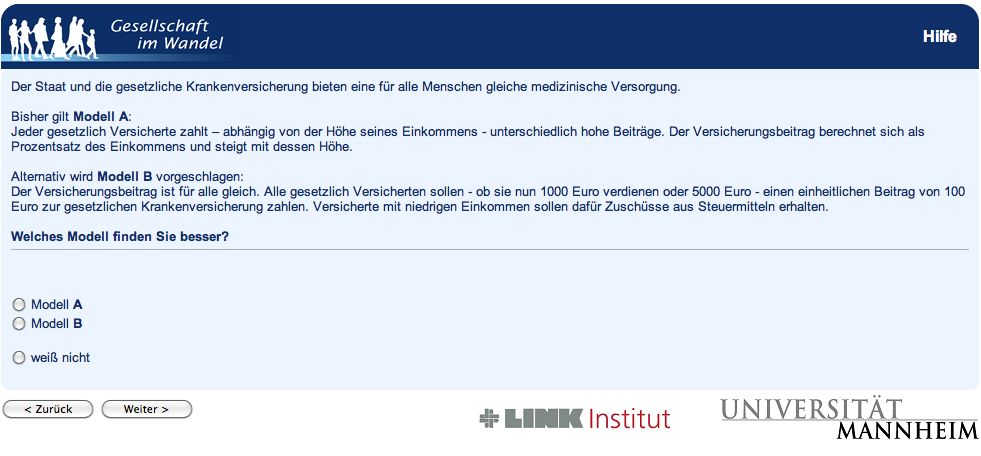 Gesellschaft
im Wandel
Hilfe
Der Staat und die gesetzliche Krankenversicherung bieten eine für alle Menschen gleiche medizinische Versorgung.
Bisher gilt Modell A:
Jeder gesetzlich Versicherte zahlt – abhängig von der Höhe seines Einkommens - unterschiedlich hohe Beiträge. Der Versicherungsbeitrag berechnet sich als
Prozentsatz des Einkommens und steigt mit dessen Höhe.
Alternativ wird Modell B vorgeschlagen:
Der Versicherungsbeitrag ist für alle gleich. Alle gesetzlich Versicherten sollen - ob sie nun 1000 Euro verdienen oder 5000 Euro - einen einheitlichen Beitrag von 100
Euro zur gesetzlichen Krankenversicherung zahlen. Versicherte mit niedrigen Einkommen sollen dafür Zuschüsse aus Steuermitteln erhalten.
Welches Modell finden Sie besser?
Modell A
Modell B
weiß nicht
< Zurück
Weiter >
LINK Institut
UNIVERSITÄT
MANNHEIM